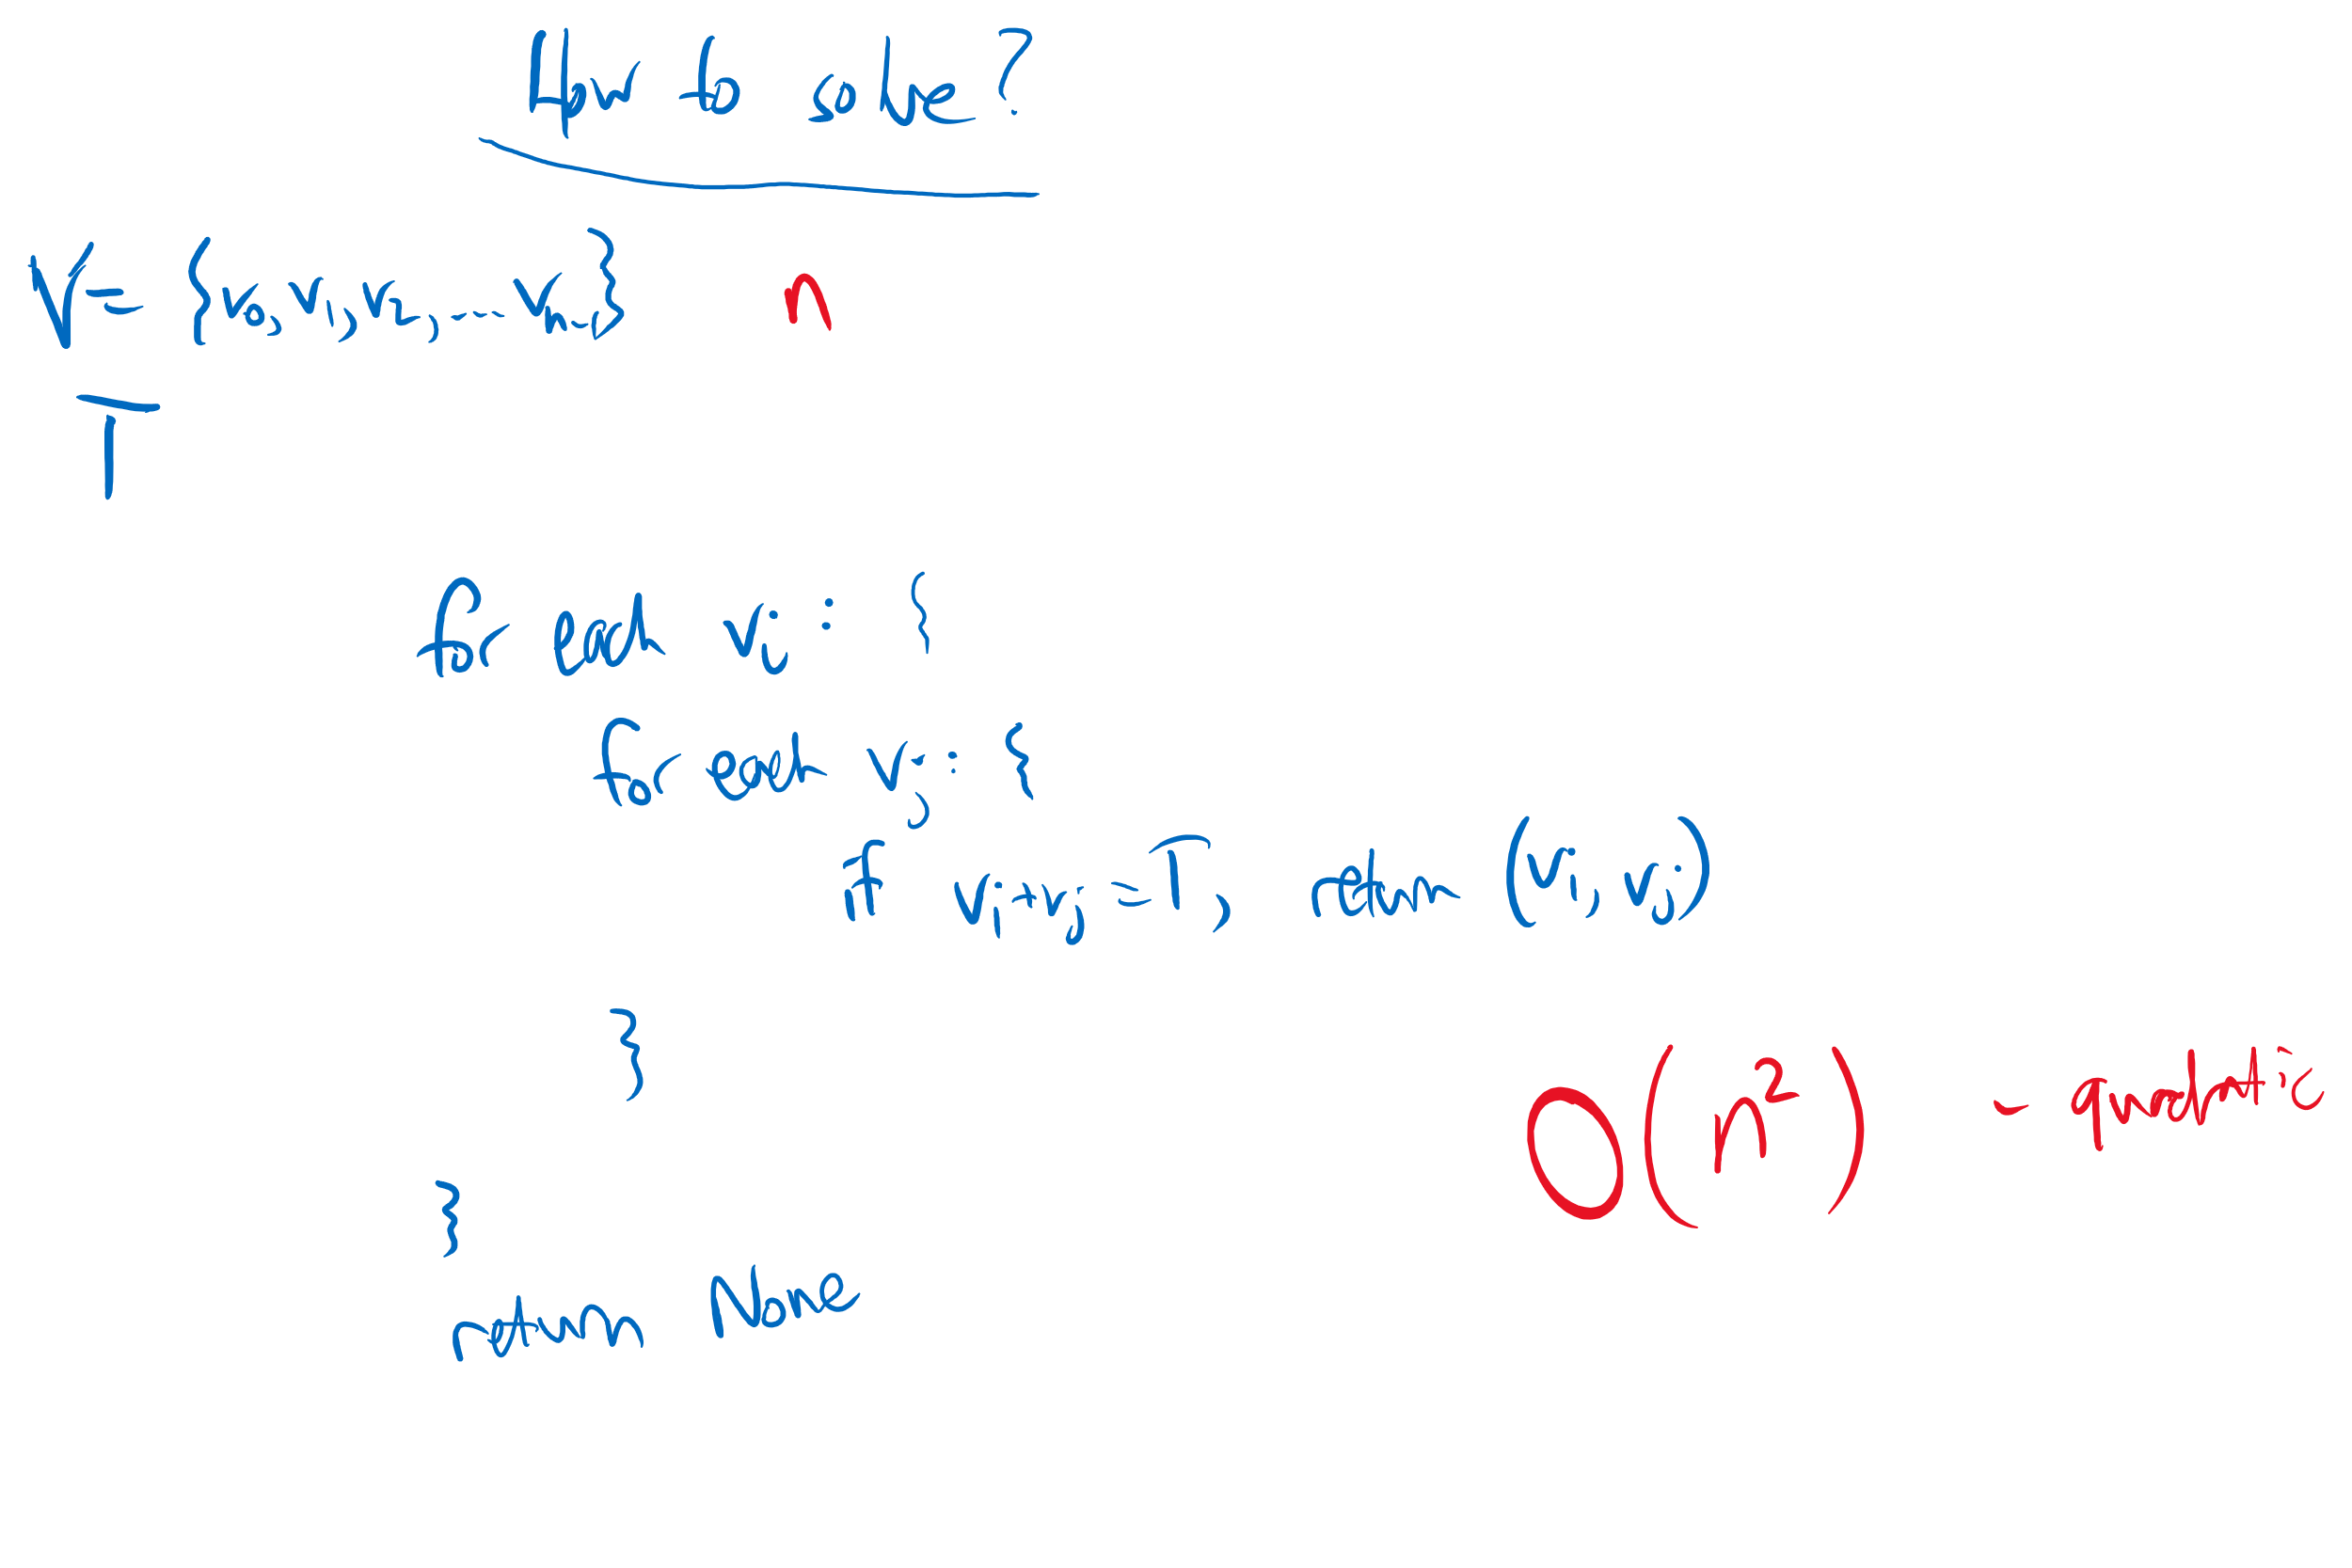 How to solve?
V = {v₀, v₁, v₂, ... vₙ₋₁} n
T
for each vᵢ : {
for each vⱼ : {
if vᵢ + vⱼ = T, return (vᵢ, vⱼ)
}
O(n²) - quadratic
}
return None